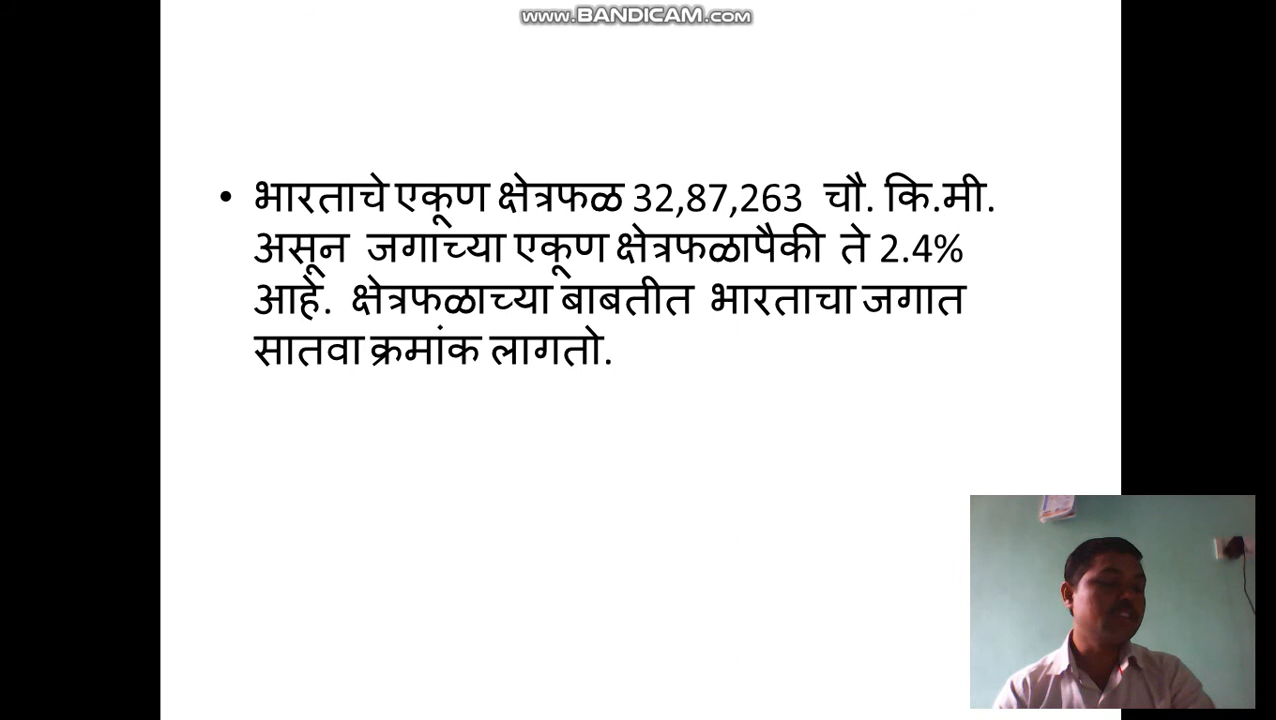 www.BANDICAM.com
• भारताचे एकूण क्षेत्रफळ 32,87,263 चौ. कि.मी.
असून जगाच्या एकूण क्षेत्रफळापैकी ते 2.4%
आहे. क्षेत्रफळाच्या बाबतीत भारताचा जगात
सातवा क्रमांक लागतो.